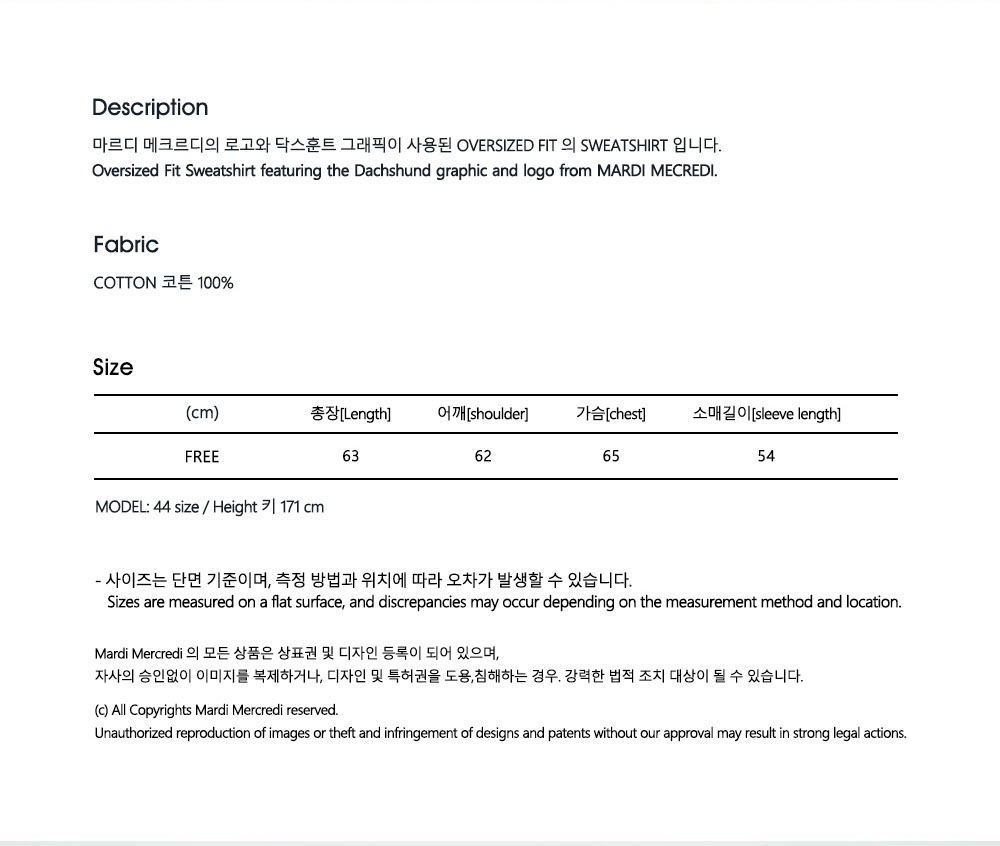 Description
마르디 메크르디의 로고와 닥스훈트 그래픽이 사용된 OVERSIZED FIT 의 SWEATSHIRT 입니다.
Oversized Fit Sweatshirt featuring the Dachshund graphic and logo from MARDI MECREDI.
Fabric
COTTON 코튼 100%
Size
(cm) 총장[Length] 어깨[shoulder] 가슴[chest] 소매길이[sleeve length]
FREE 63 62 65 54
MODEL: 44 size / Height 키 171 cm
- 사이즈는 단면 기준이며, 측정 방법과 위치에 따라 오차가 발생할 수 있습니다.
Sizes are measured on a flat surface, and discrepancies may occur depending on the measurement method and location.
Mardi Mercredi 의 모든 상품은 상표권 및 디자인 등록이 되어 있으며,
자사의 승인없이 이미지를 복제하거나, 디자인 및 특허권을 도용,침해하는 경우. 강력한 법적 조치 대상이 될 수 있습니다.
(c) All Copyrights Mardi Mercredi reserved.
Unauthorized reproduction of images or theft and infringement of designs and patents without our approval may result in strong legal actions.